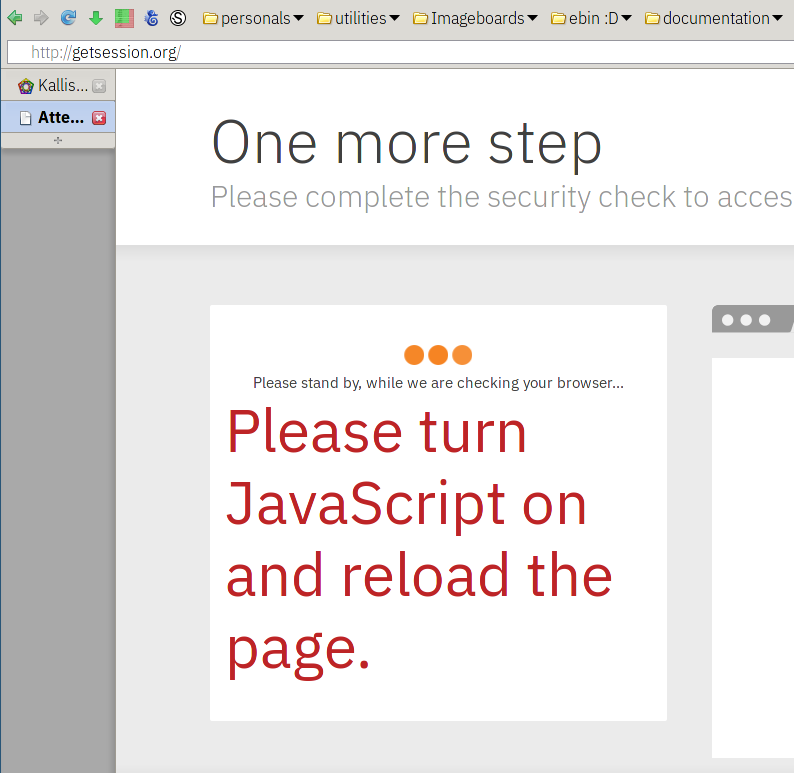 personals utilities Imageboards ebin :D documentation
http://getsession.org/
Kallis...
Atte...
One more step
Please complete the security check to acces
Please stand by, while we are checking your browser...
Please turn
JavaScript on
and reload the
page.